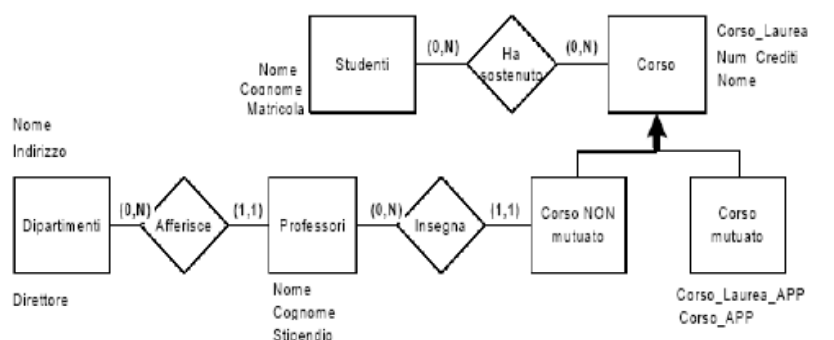 Studenti
(0,N)
Ha
sostenuto
(0,N)
Corso
Corso_Laurea
Num_Crediti
Nome
Nome
Cognome
Matricola
Nome
Indirizzo
Dipartimenti
(0,N)
Afferisce
(1,1)
Professori
(0,N)
Insegna
(1,1)
Corso NON
mutuato
Corso
mutuato
Direttore
Nome
Cognome
Stipendio
Corso_Laurea_APP
Corso_APP